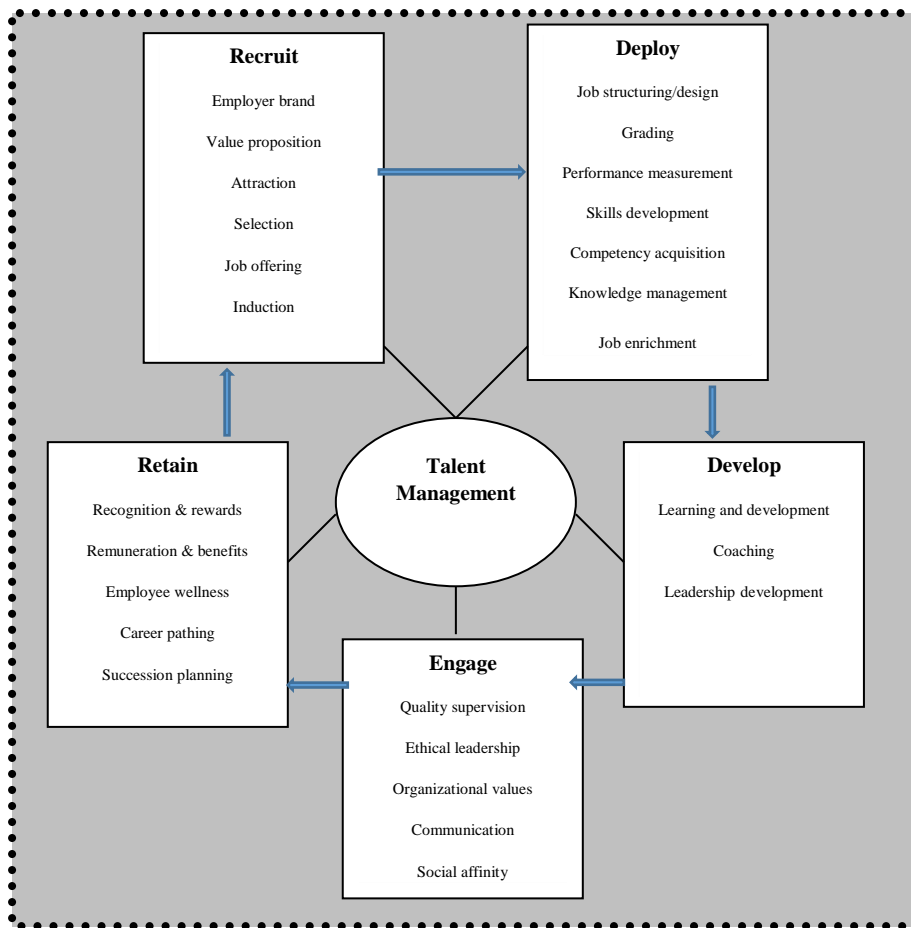 Recruit
Employer brand
Value proposition
Attraction
Selection
Job offering
Induction
Deploy
Job structuring/design
Grading
Performance measurement
Skills development
Competency acquisition
Knowledge management
Job enrichment
Talent
Management
Retain
Recognition & rewards
Remuneration & benefits
Employee wellness
Career pathing
Succession planning
Develop
Learning and development
Coaching
Leadership development
Engage
Quality supervision
Ethical leadership
Organizational values
Communication
Social affinity